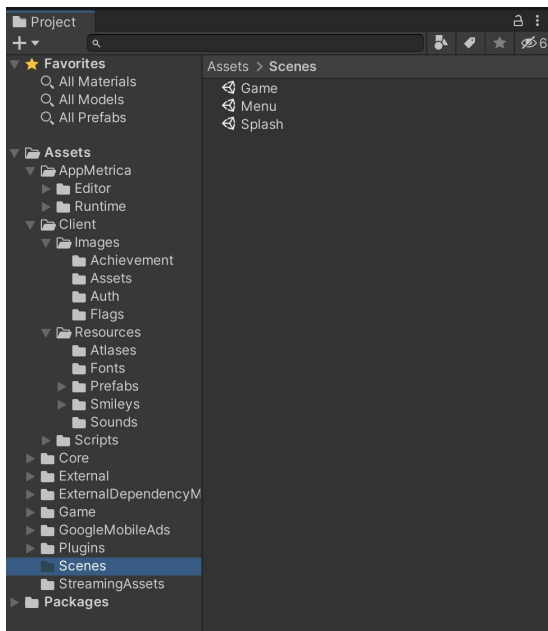 Project
6
Favorites
All Materials
All Models
All Prefabs
Assets
AppMetrica
Editor
Runtime
Client
Images
Achievement
Assets
Auth
Flags
Resources
Atlases
Fonts
Prefabs
Smileys
Sounds
Scripts
Core
External
ExternalDependencyM
Game
GoogleMobileAds
Plugins
Scenes
StreamingAssets
Packages
Assets > Scenes
Game
Menu
Splash